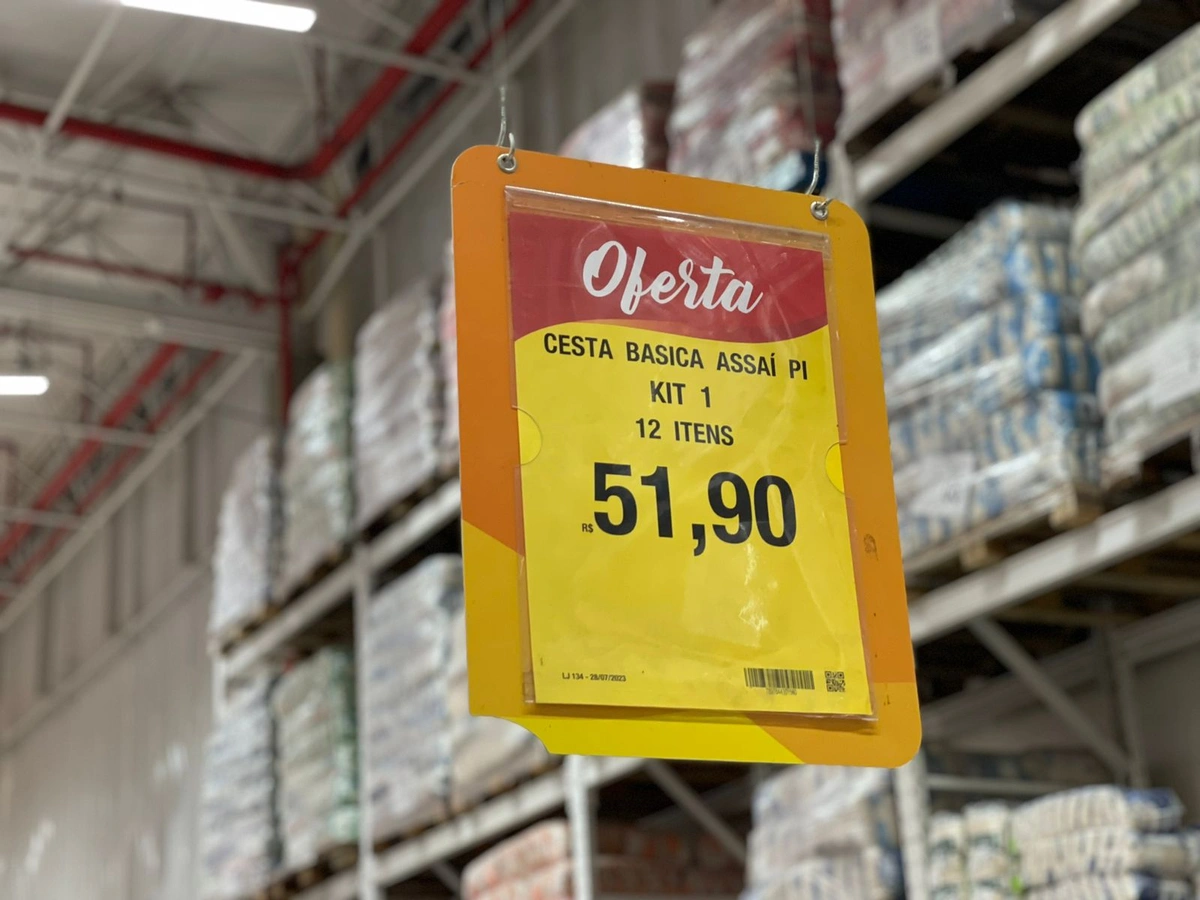 Oferta
CESTA BASICA ASSAÍ PI
KIT 1
12 ITENS
R$ 51,90
LJ 134 - 28/07/2023